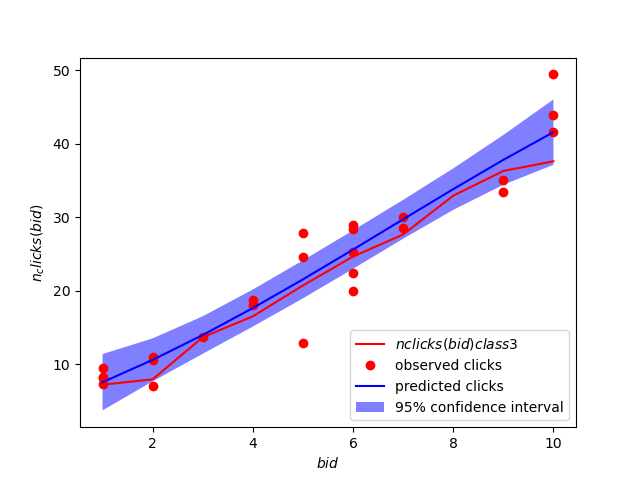 50
40
30
20
10
n_clicks(bid)
nclicks(bid)class3
observed clicks
predicted clicks
95% confidence interval
2 4 6 8 10
bid